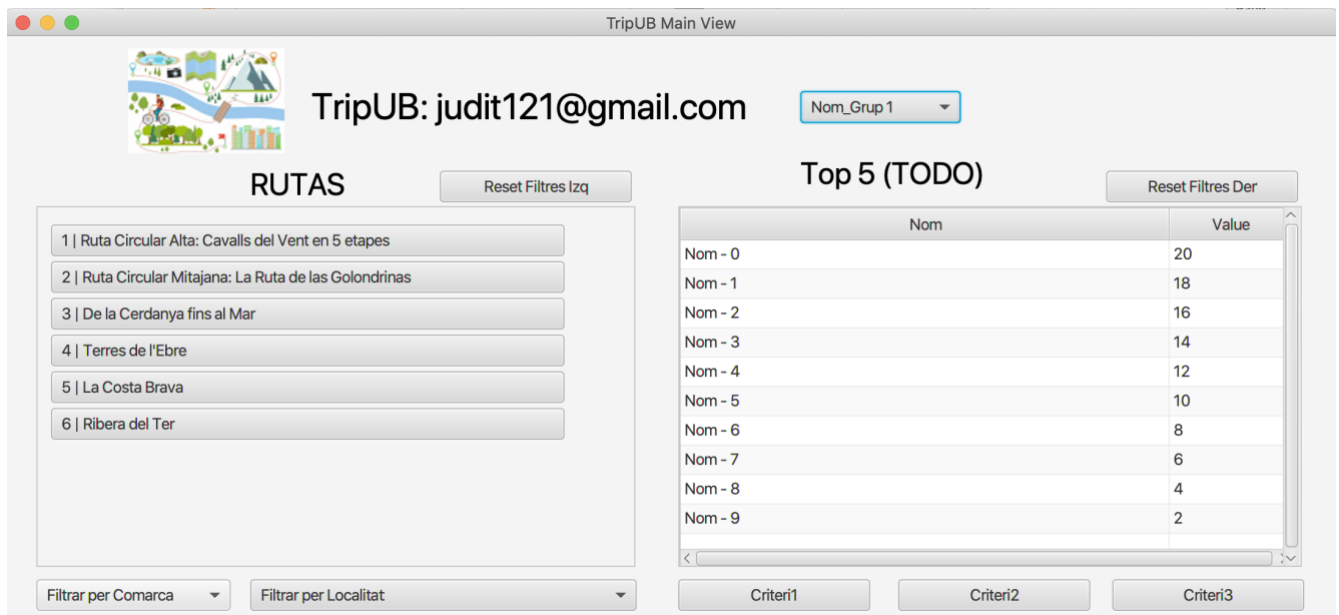 TripUB Main View
TripUB: judit121@gmail.com
Nom_Grup 1
RUTAS
Reset Filtres Izq
1 | Ruta Circular Alta: Cavalls del Vent en 5 etapes
2 | Ruta Circular Mitajana: La Ruta de las Golondrinas
3 | De la Cerdanya fins al Mar
4 | Terres de l'Ebre
5 | La Costa Brava
6 | Ribera del Ter
Filtrar per Comarca
Filtrar per Localitat
Top 5 (TODO)
Reset Filtres Der
Nom Value
Nom - 0 20
Nom - 1 18
Nom - 2 16
Nom - 3 14
Nom - 4 12
Nom - 5 10
Nom - 6 8
Nom - 7 6
Nom - 8 4
Nom - 9 2
Criteri1
Criteri2
Criteri3